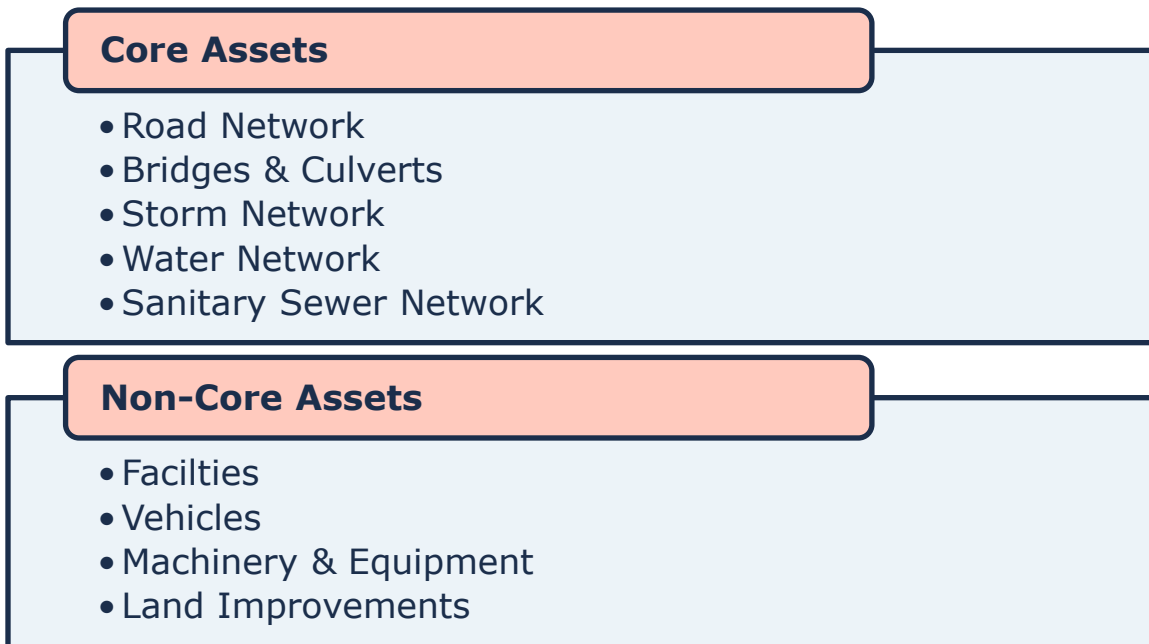 Core Assets
• Road Network
• Bridges & Culverts
• Storm Network
• Water Network
• Sanitary Sewer Network
Non-Core Assets
• Facilties
• Vehicles
• Machinery & Equipment
• Land Improvements